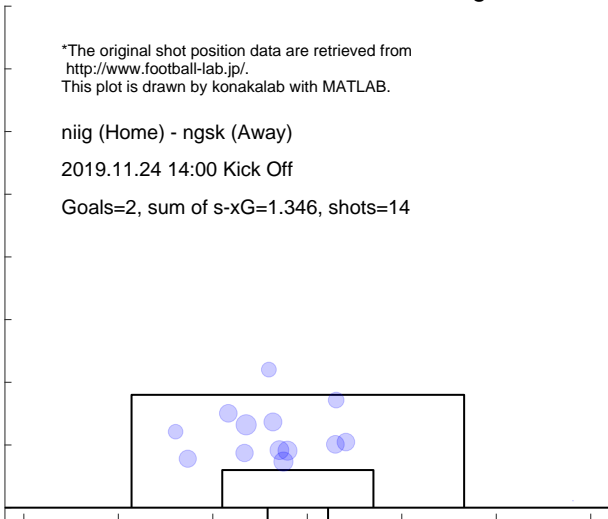 *The original shot position data are retrieved from
http://www.football-lab.jp/.
This plot is drawn by konakalab with MATLAB.
niig (Home) - ngsk (Away)
2019.11.24 14:00 Kick Off
Goals=2, sum of s-xG=1.346, shots=14